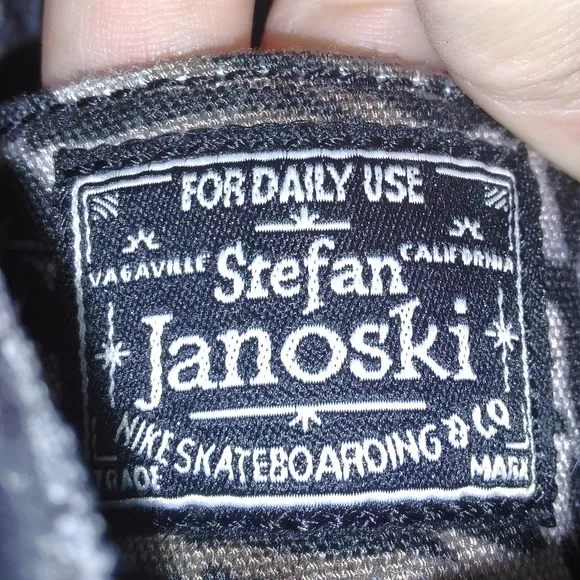 FOR DAILY USE
VAGAVILLE Stefan CALIFORNIA
Janoski
NIKE SKATEBOARDING & CO
TRADE MARK